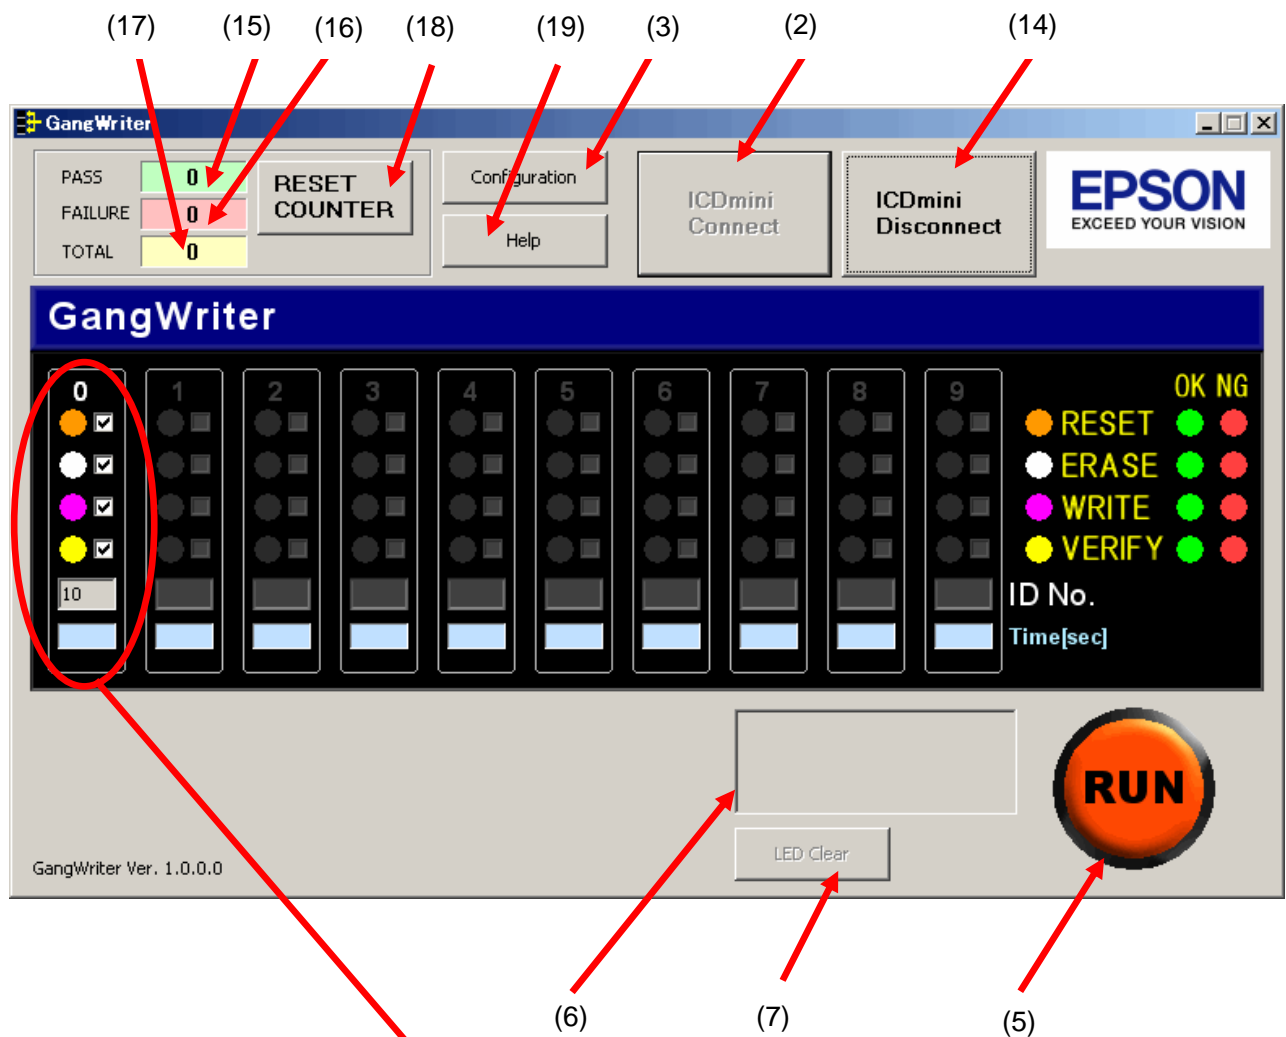 (17) (15) (16) (18) (19) (3) (2) (14)
GangWriter
PASS 0
FAILURE 0
TOTAL 0
RESET
COUNTER
Configuration
Help
ICDmini
Connect
ICDmini
Disconnect
EPSON
EXCEED YOUR VISION
GangWriter
0 1 2 3 4 5 6 7 8 9
OK NG
RESET
ERASE
WRITE
VERIFY
10
ID No.
Time[sec]
RUN
LED Clear
GangWriter Ver. 1.0.0.0
(6) (7) (5)